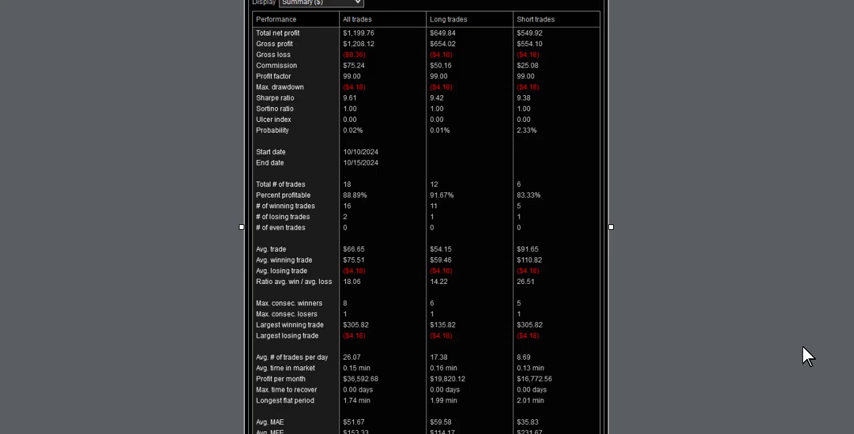 Display Summary ($)
Performance All trades Long trades Short trades
Total net profit $1,199.76 $649.84 $549.92
Gross profit $1,208.12 $654.02 $554.10
Gross loss ($8.36) ($4.18) ($4.18)
Commission $75.24 $50.16 $25.08
Profit factor 99.00 99.00 99.00
Max. drawdown ($4.18) ($4.18) ($4.18)
Sharpe ratio 9.61 9.42 9.38
Sortino ratio 1.00 1.00 1.00
Ulcer index 0.00 0.00 0.00
Probability 0.02% 0.01% 2.33%
Start date 10/10/2024
End date 10/15/2024
Total # of trades 18 12 6
Percent profitable 88.89% 91.67% 83.33%
# of winning trades 16 11 5
# of losing trades 2 1 1
# of even trades 0 0 0
Avg. trade $66.65 $54.15 $91.65
Avg. winning trade $75.51 $59.46 $110.82
Avg. losing trade ($4.18) ($4.18) ($4.18)
Ratio avg. win / avg. loss 18.06 14.22 26.51
Max. consec. winners 8 6 5
Max. consec. losers 1 1 1
Largest winning trade $305.82 $135.82 $305.82
Largest losing trade ($4.18) ($4.18) ($4.18)
Avg. # of trades per day 26.07 17.38 8.69
Avg. time in market 0.15 min 0.16 min 0.13 min
Profit per month $36,592.68 $19,820.12 $16,772.56
Max. time to recover 0.00 days 0.00 days 0.00 days
Longest flat period 1.74 min 1.99 min 2.01 min
Avg. MAE $51.67 $59.58 $35.83
Avg. MFE $153.33 $114.17 $231.67